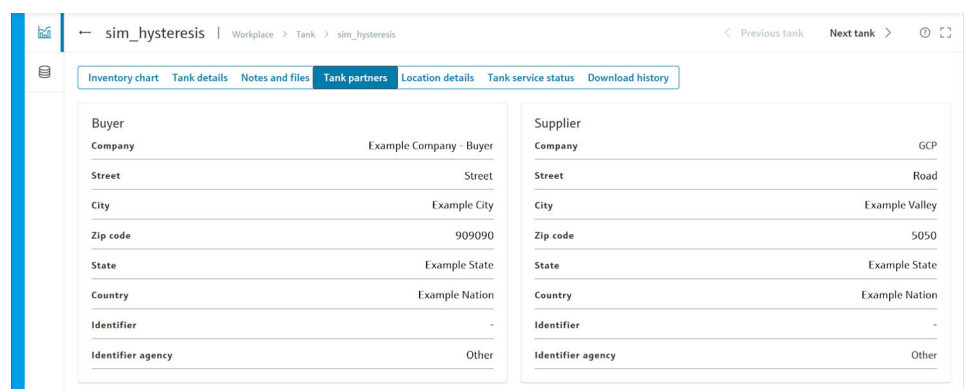 ← sim_hysteresis | Workplace > Tank > sim_hysteresis < Previous tank Next tank >
Inventory chart Tank details Notes and files Tank partners Location details Tank service status Download history
Buyer
Company Example Company - Buyer
Street Street
City Example City
Zip code 909090
State Example State
Country Example Nation
Identifier -
Identifier agency Other
Supplier
Company GCP
Street Road
City Example Valley
Zip code 5050
State Example State
Country Example Nation
Identifier -
Identifier agency Other